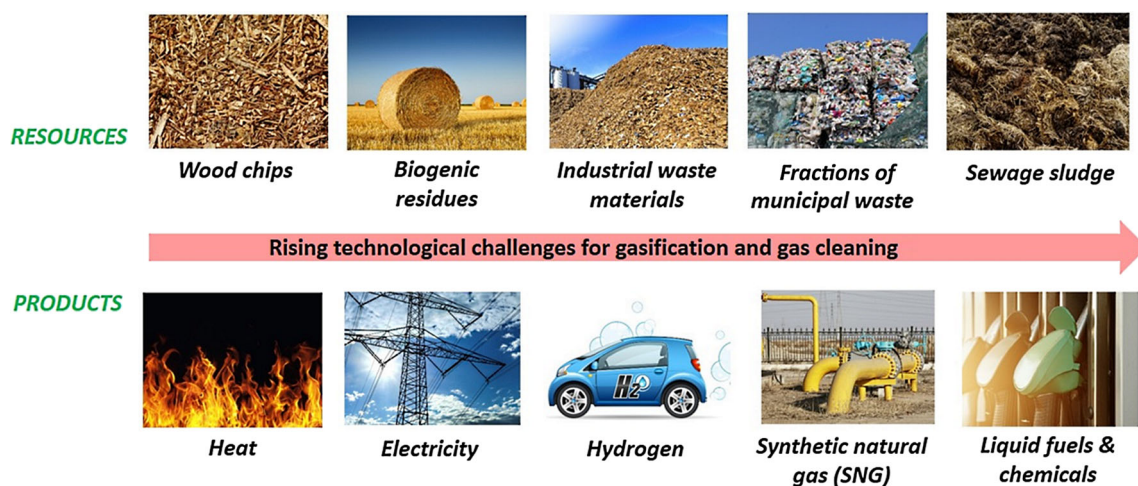 RESOURCES
Wood chips
Biogenic
residues
Industrial waste
materials
Fractions of
municipal waste
Sewage sludge
Rising technological challenges for gasification and gas cleaning
PRODUCTS
H2
Heat
Electricity
Hydrogen
Synthetic natural
gas (SNG)
Liquid fuels &
chemicals